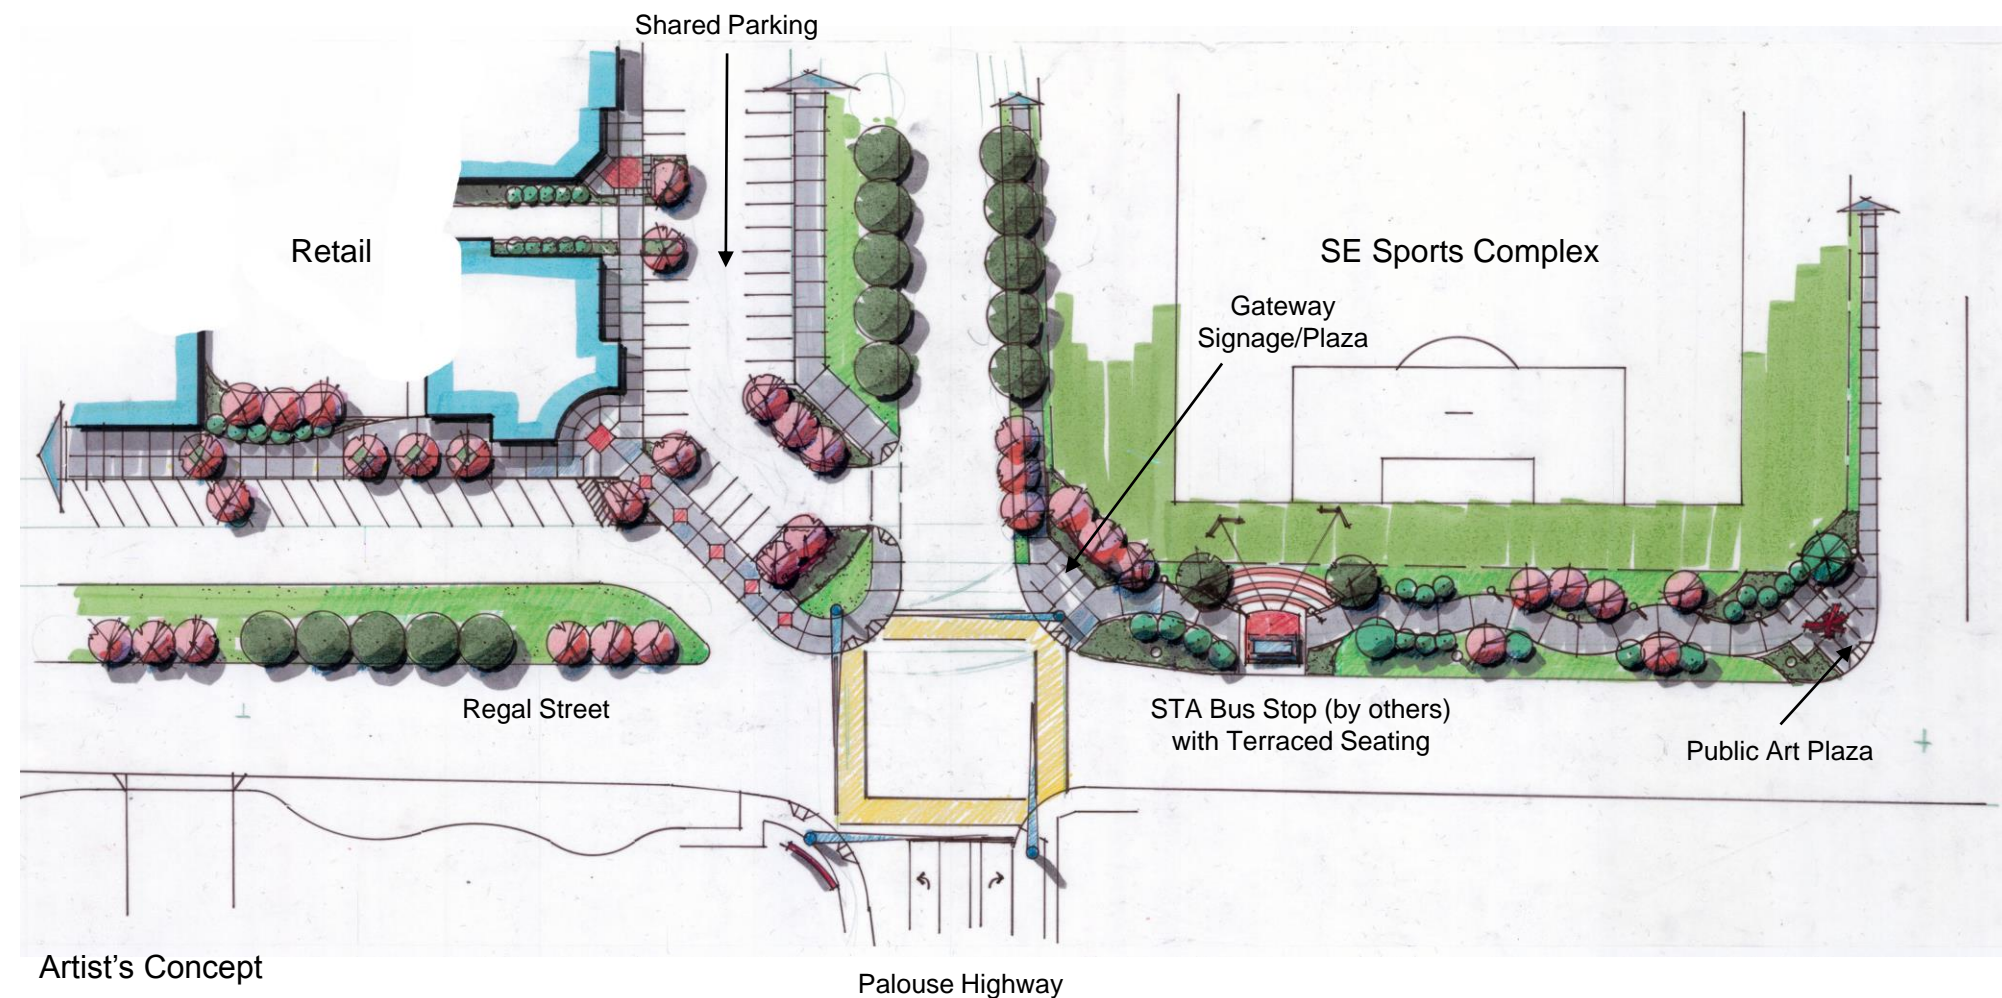 Shared Parking
Retail
SE Sports Complex
Gateway
Signage/Plaza
Regal Street
STA Bus Stop (by others)
with Terraced Seating
Public Art Plaza
Artist's Concept
Palouse Highway